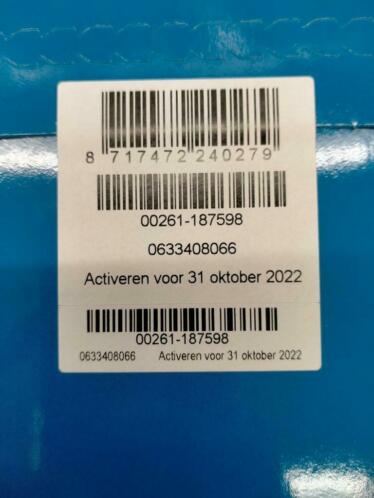 8 717472 240279
00261-187598
0633408066
Activeren voor 31 oktober 2022
00261-187598
0633408066 Activeren voor 31 oktober 2022